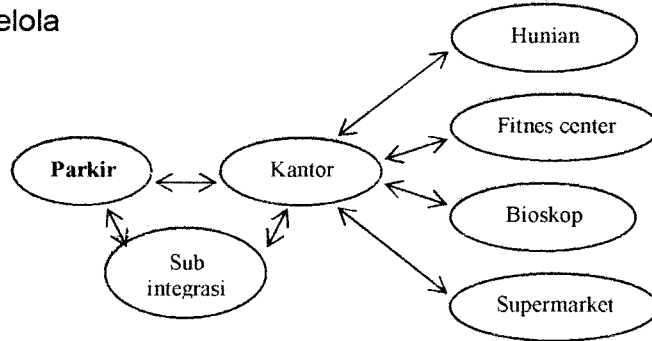 elola
Hunian
Fitnes center
Parkir
Kantor
Bioskop
Sub
integrasi
Supermarket